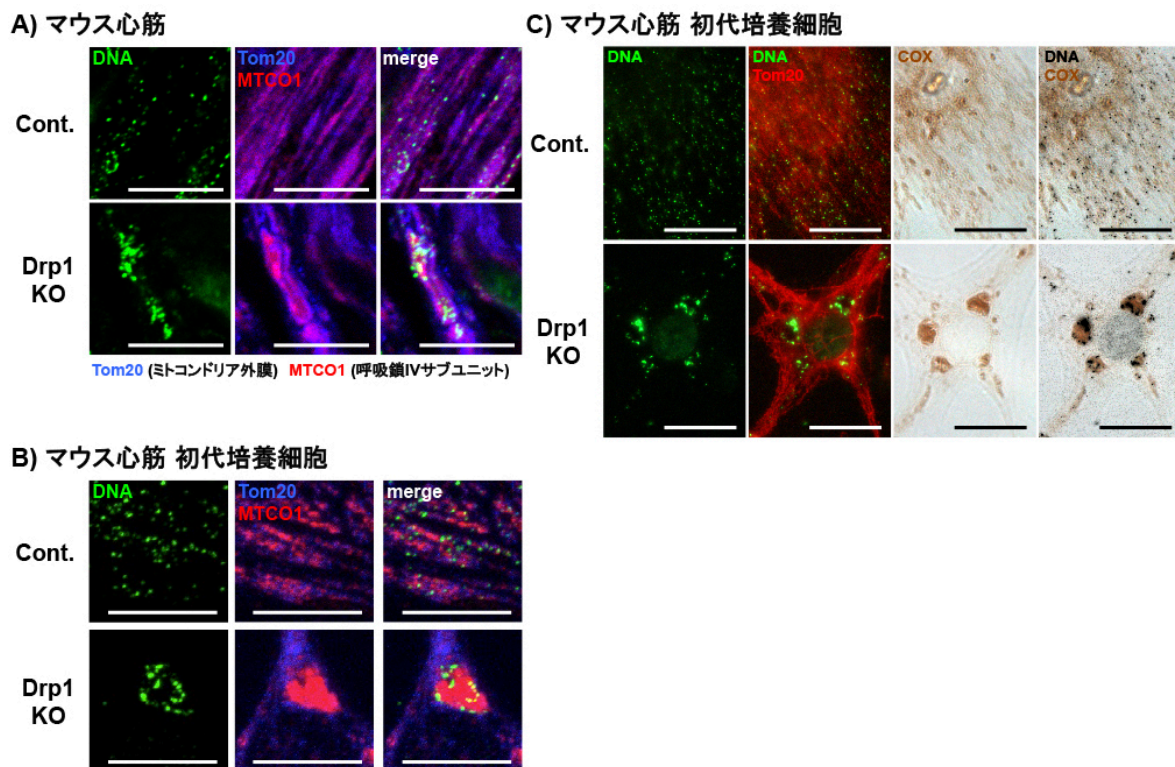 A) マウス心筋
DNA
Tom20
MTCO1
merge
Cont.
Drp1
KO
Tom20 (ミトコンドリア外膜) MTCO1 (呼吸鎖IVサブユニット)
B) マウス心筋 初代培養細胞
DNA
Tom20
MTCO1
merge
Cont.
Drp1
KO
C) マウス心筋 初代培養細胞
DNA
DNA
Tom20
COX
DNA
COX
Cont.
Drp1
KO